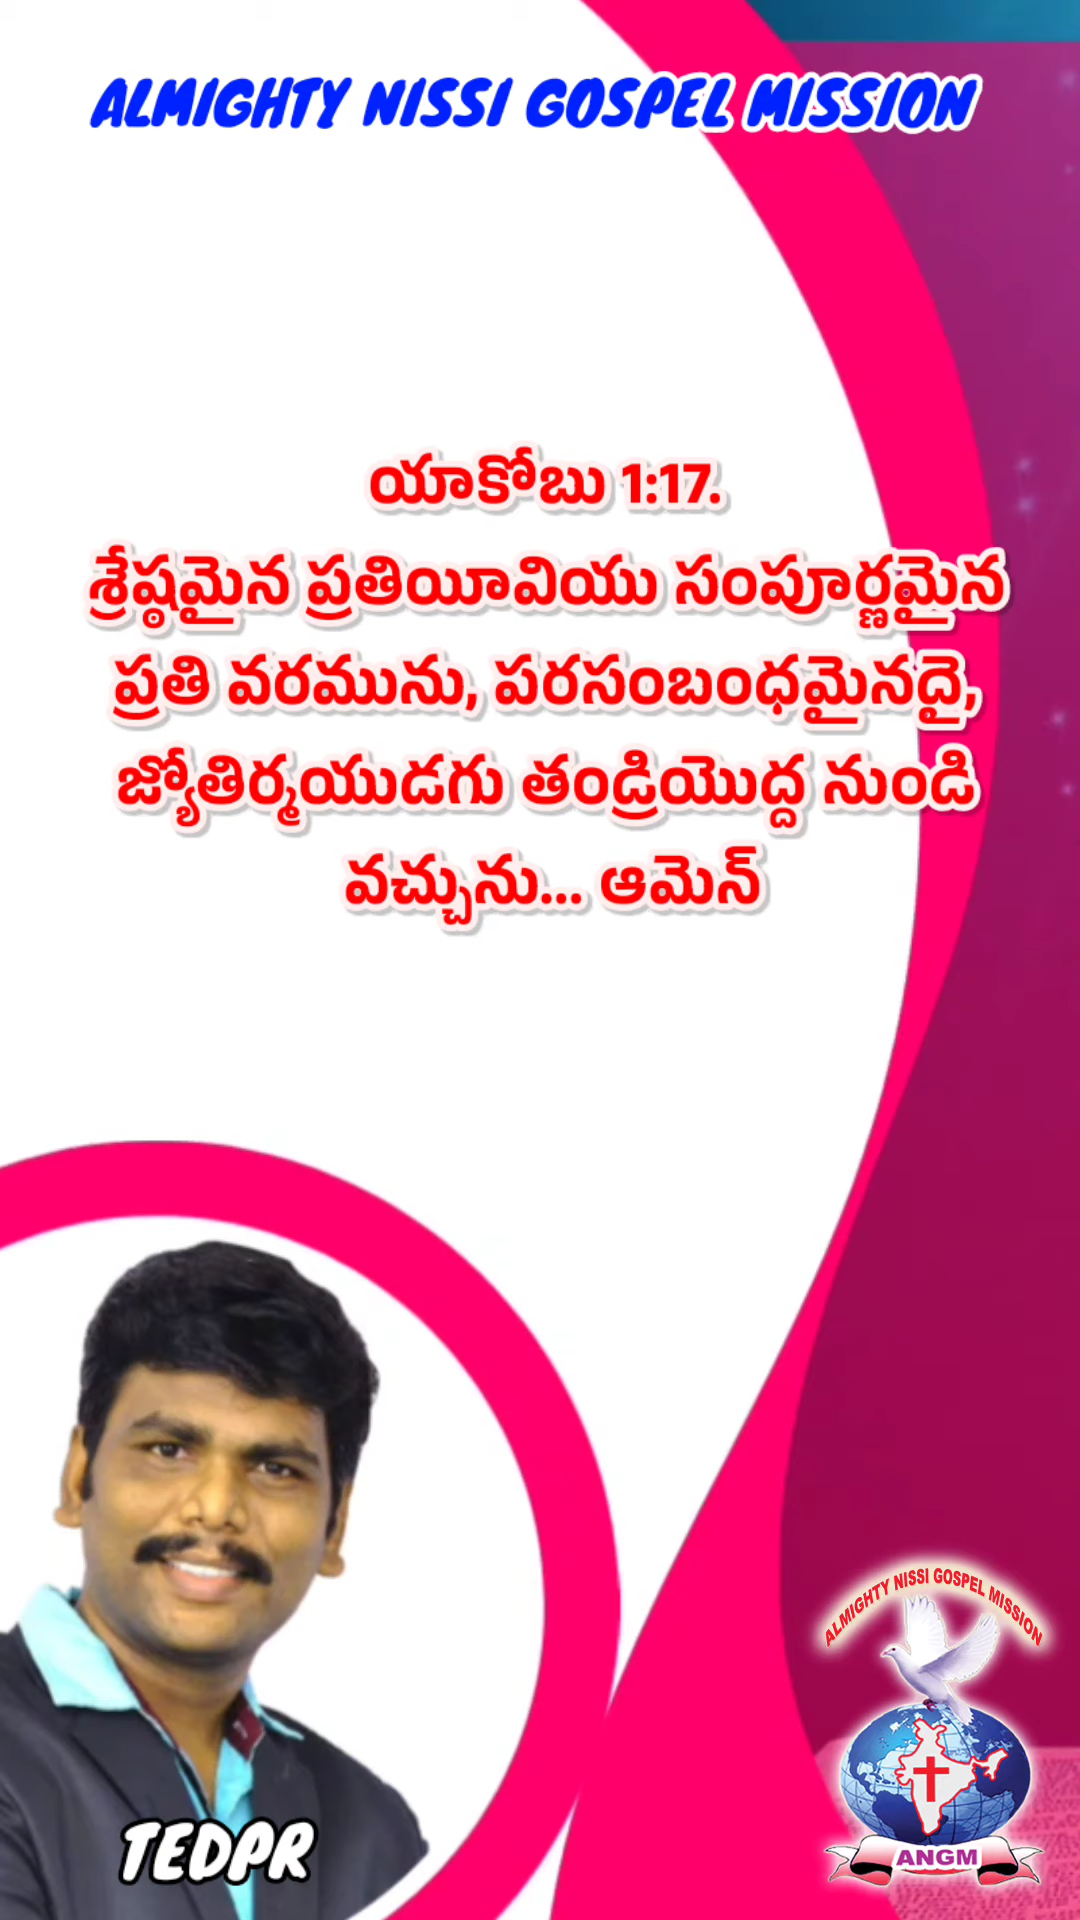 ALMIGHTY NISSI GOSPEL MISSION
యాకోబు 1:17.
శ్రేష్ఠమైన ప్రతియీవియు సంపూర్ణమైన
ప్రతి వరమును, పరసంబంధమైనదై,
జ్యోతిర్మయుడగు తండ్రియొద్ద నుండి
వచ్చును... ఆమెన్
TEDPR
ALMIGHTY NISSI GOSPEL MISSION
ANGM